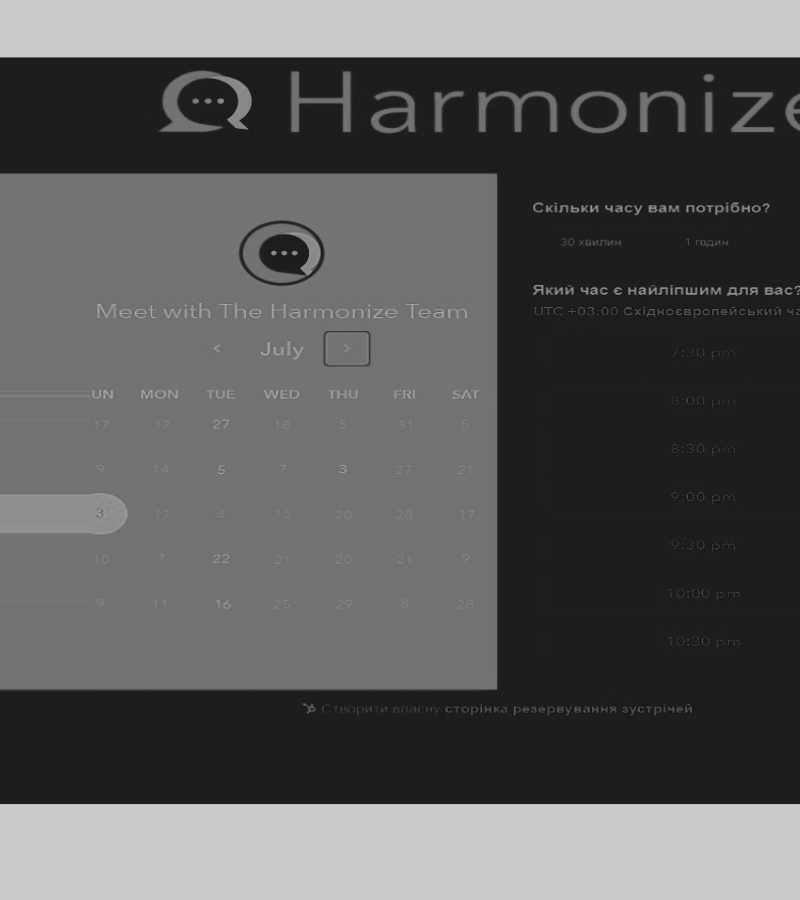 Harmonize
Meet with The Harmonize Team
July
UN MON TUE WED THU FRI SAT
17 17 27 18 5 31 5
9 14 5 7 3 27 21
3 17 4 13 20 26 17
10 7 22 21 20 21 9
9 11 16 25 29 8 28
Скільки часу вам потрібно?
30 хвилин 1 годин
Який час є найліпшим для вас?
UTC +03:00 Східноєвропейський ча
7:30 pm
8:00 pm
8:30 pm
9:00 pm
9:30 pm
10:00 pm
10:30 pm
Створити власну сторінка резервування зустрічей